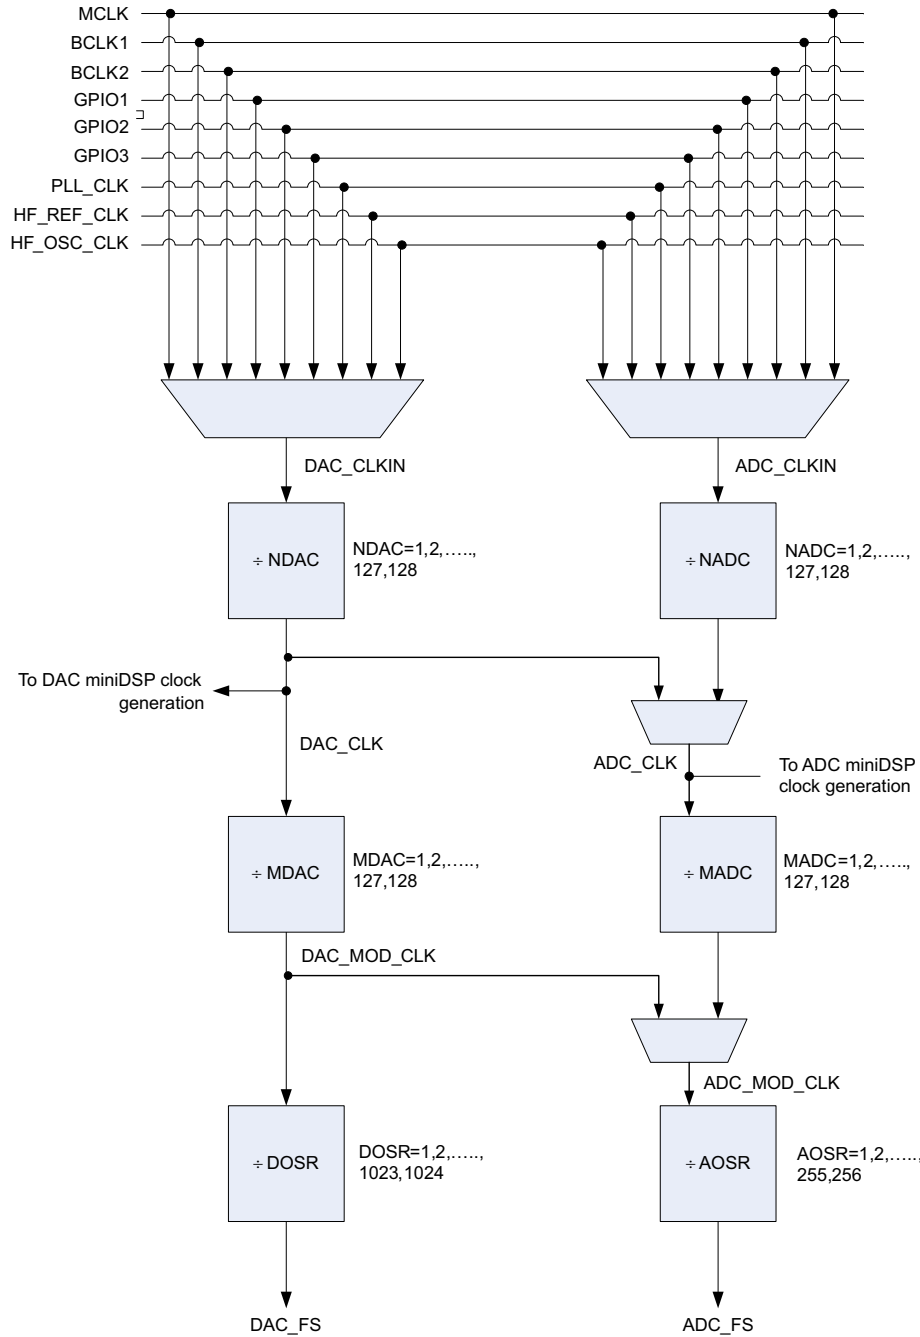 MCLK
BCLK1
BCLK2
GPIO1
GPIO2
GPIO3
PLL_CLK
HF_REF_CLK
HF_OSC_CLK
DAC_CLKIN
ADC_CLKIN
÷ NDAC
NDAC=1,2,.....,
127,128
÷ NADC
NADC=1,2,.....,
127,128
To DAC miniDSP clock
generation
DAC_CLK
ADC_CLK
To ADC miniDSP
clock generation
÷ MDAC
MDAC=1,2,.....,
127,128
÷ MADC
MADC=1,2,.....,
127,128
DAC_MOD_CLK
ADC_MOD_CLK
÷ DOSR
DOSR=1,2,.....,
1023,1024
÷ AOSR
AOSR=1,2,.....,
255,256
DAC_FS
ADC_FS